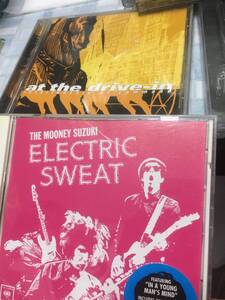 at the drive-in
THE MOONEY SUZUKI
ELECTRIC
SWEAT
FEATURING
"IN A YOUNG
MAN'S MIND"